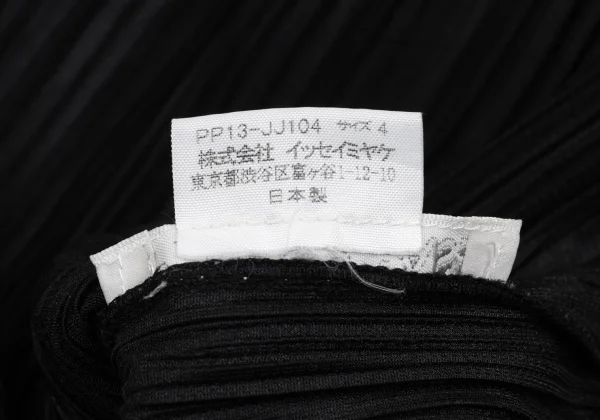 PP13-JJ104 サイズ 4
株式会社 イッセイミヤケ
東京都渋谷区富ヶ谷1-12-10
日本製